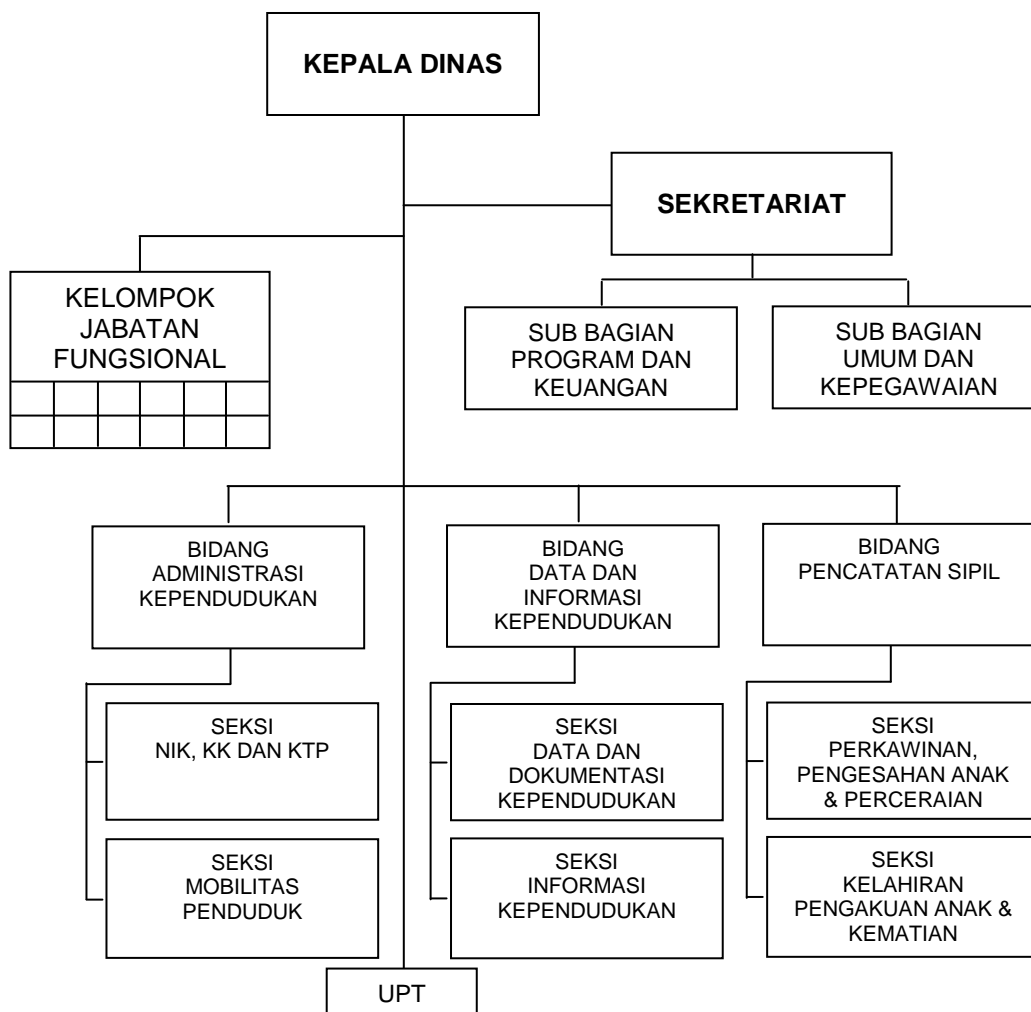 KEPALA DINAS
SEKRETARIAT
KELOMPOK
JABATAN
FUNGSIONAL
SUB BAGIAN
PROGRAM DAN
KEUANGAN
SUB BAGIAN
UMUM DAN
KEPEGAWAIAN
BIDANG
ADMINISTRASI
KEPENDUDUKAN
BIDANG
DATA DAN
INFORMASI
KEPENDUDUKAN
BIDANG
PENCATATAN SIPIL
SEKSI
NIK, KK DAN KTP
SEKSI
DATA DAN
DOKUMENTASI
KEPENDUDUKAN
SEKSI
PERKAWINAN,
PENGESAHAN ANAK
& PERCERAIAN
SEKSI
MOBILITAS
PENDUDUK
SEKSI
INFORMASI
KEPENDUDUKAN
SEKSI
KELAHIRAN
PENGAKUAN ANAK &
KEMATIAN
UPT